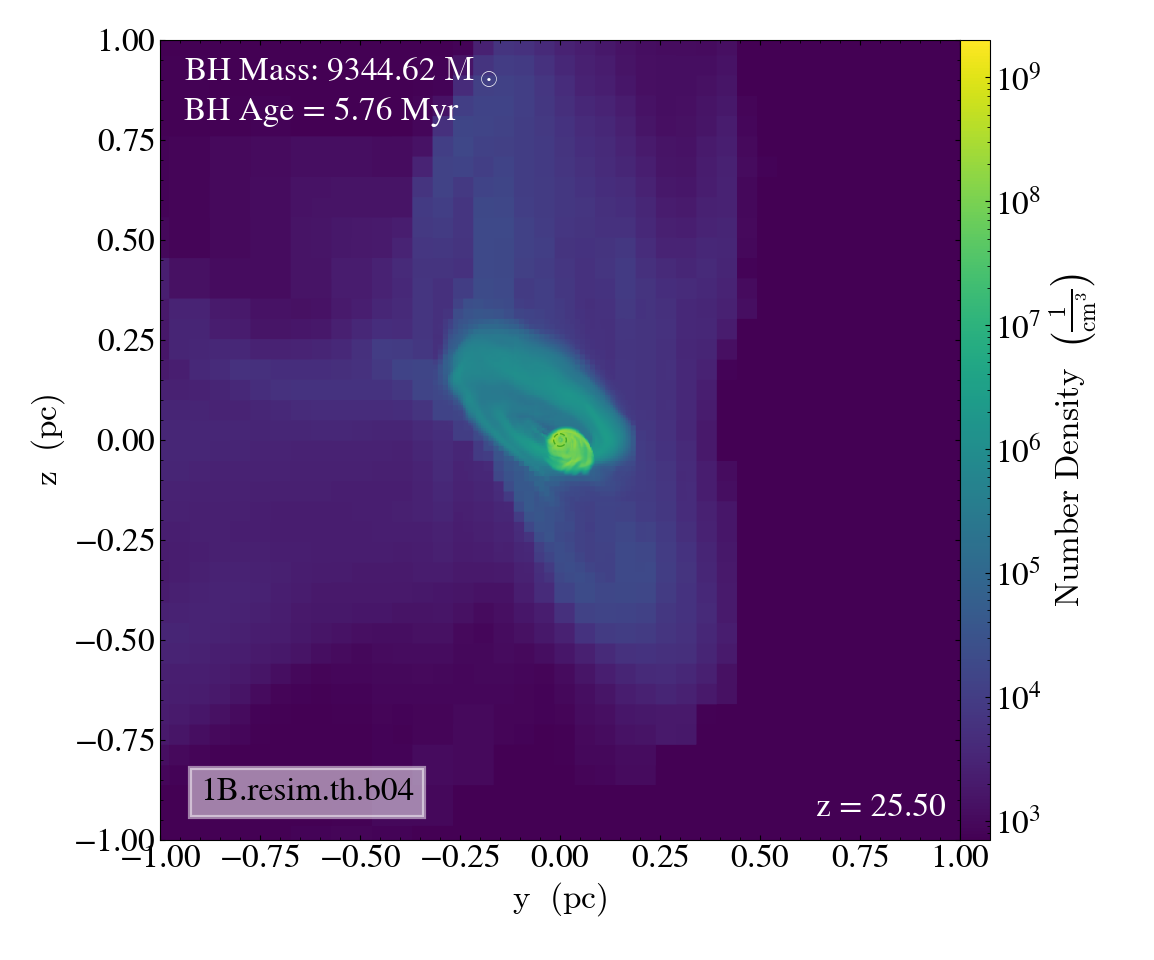 BH Mass: 9344.62 M⊙
BH Age = 5.76 Myr
1.00
0.75
0.50
0.25
0.00
−0.25
−0.50
−0.75
−1.00
z (pc)
1B.resim.th.b04
z = 25.50
−1.00 −0.75 −0.50 −0.25 0.00 0.25 0.50 0.75 1.00
y (pc)
10⁹
10⁸
10⁷
10⁶
10⁵
10⁴
10³
Number Density (1/cm³)